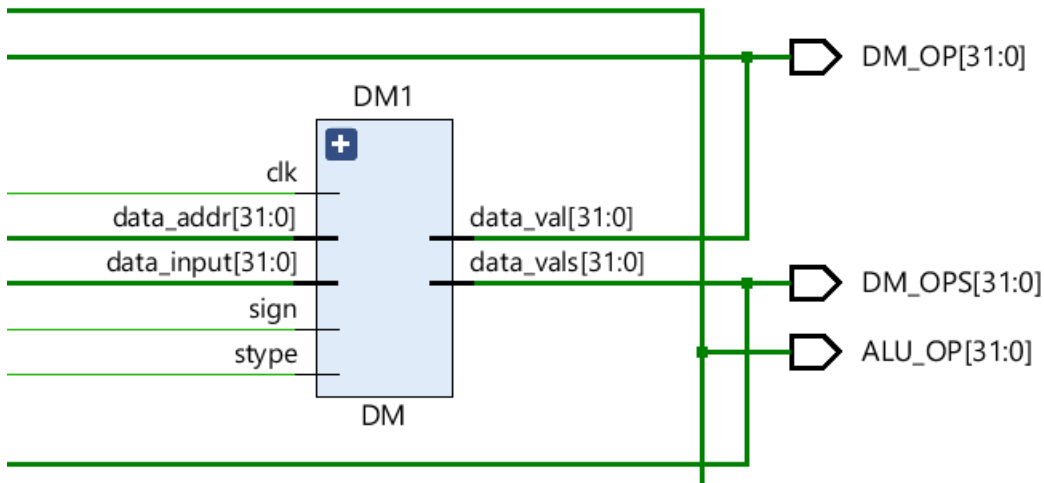 DM_OP[31:0]
DM1
clk
data_addr[31:0]
data_val[31:0]
data_input[31:0]
data_vals[31:0]
DM_OPS[31:0]
sign
stype
ALU_OP[31:0]
DM